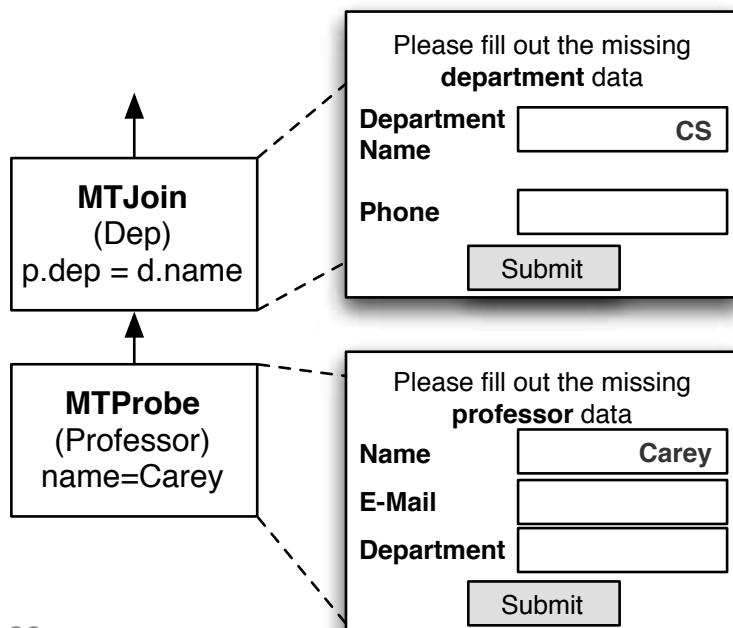 Please fill out the missing
department data
Department
Name
CS
Phone
Submit
MTJoin
(Dep)
p.dep = d.name
MTProbe
(Professor)
name=Carey
Please fill out the missing
professor data
Name
Carey
E-Mail
Department
Submit